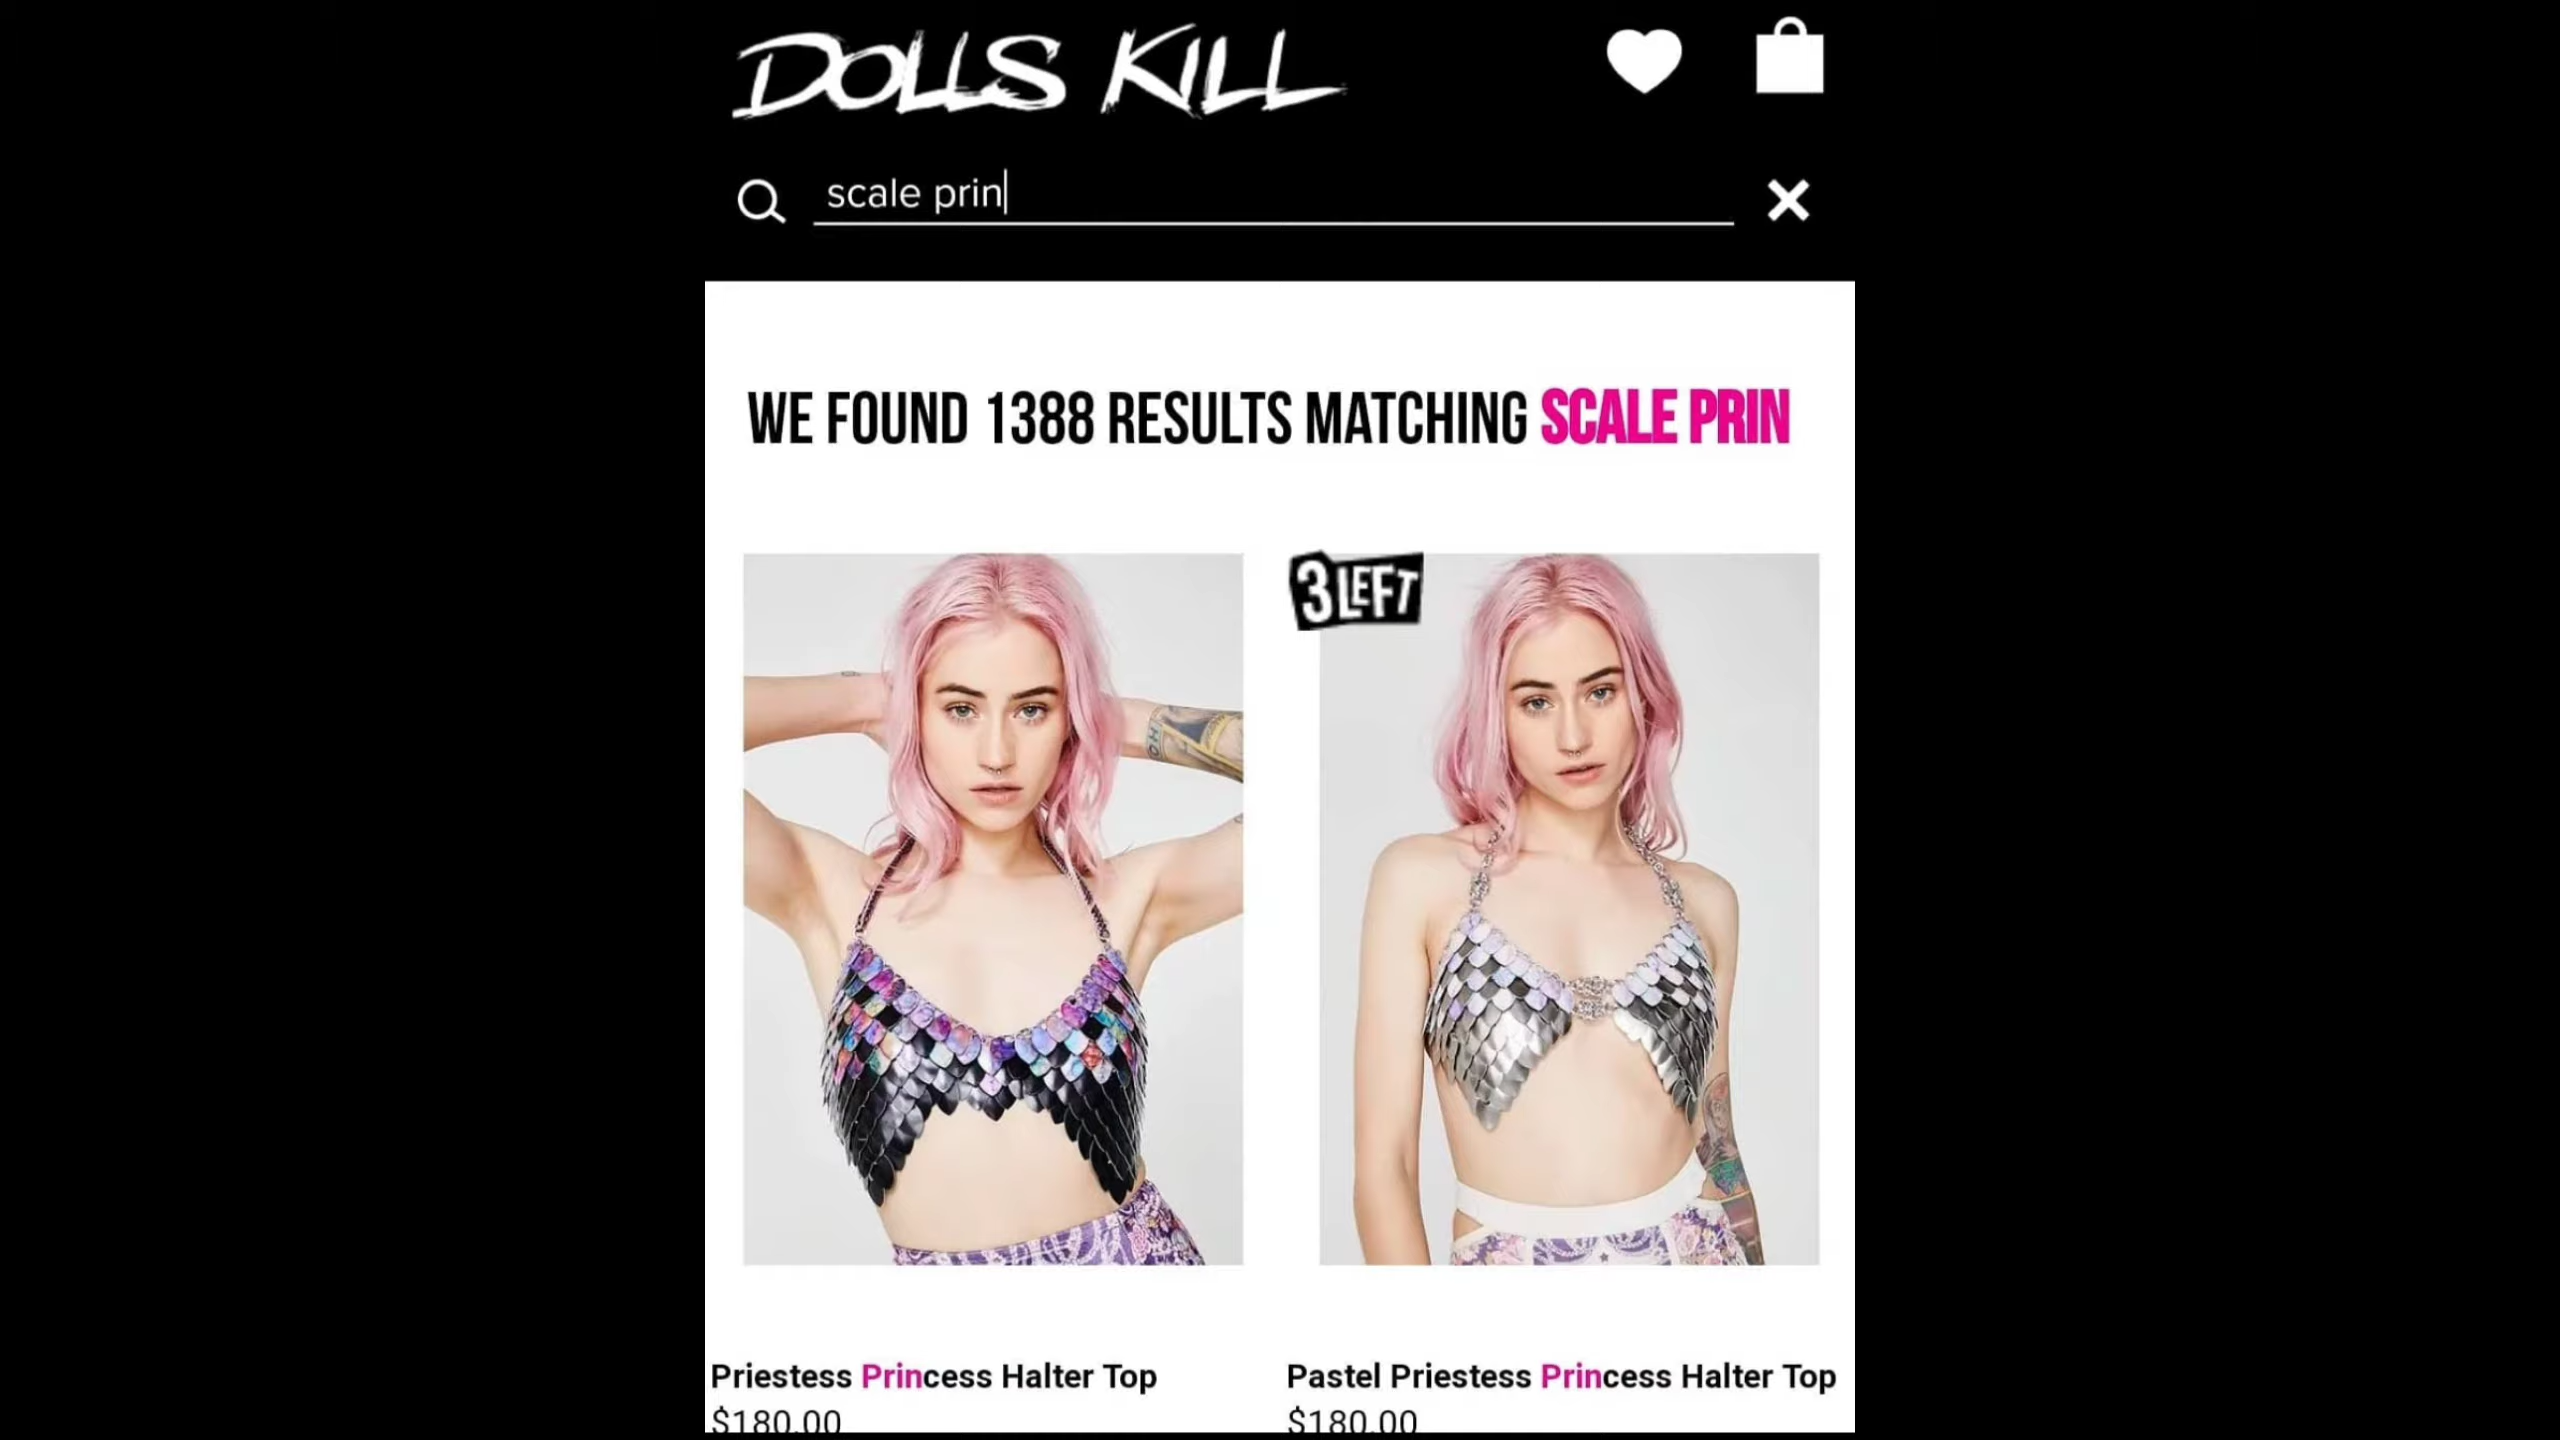 DOLLS KILL
scale prin
WE FOUND 1388 RESULTS MATCHING SCALE PRIN
3 LEFT
Priestess Princess Halter Top
$180.00
Pastel Priestess Princess Halter Top
$180.00